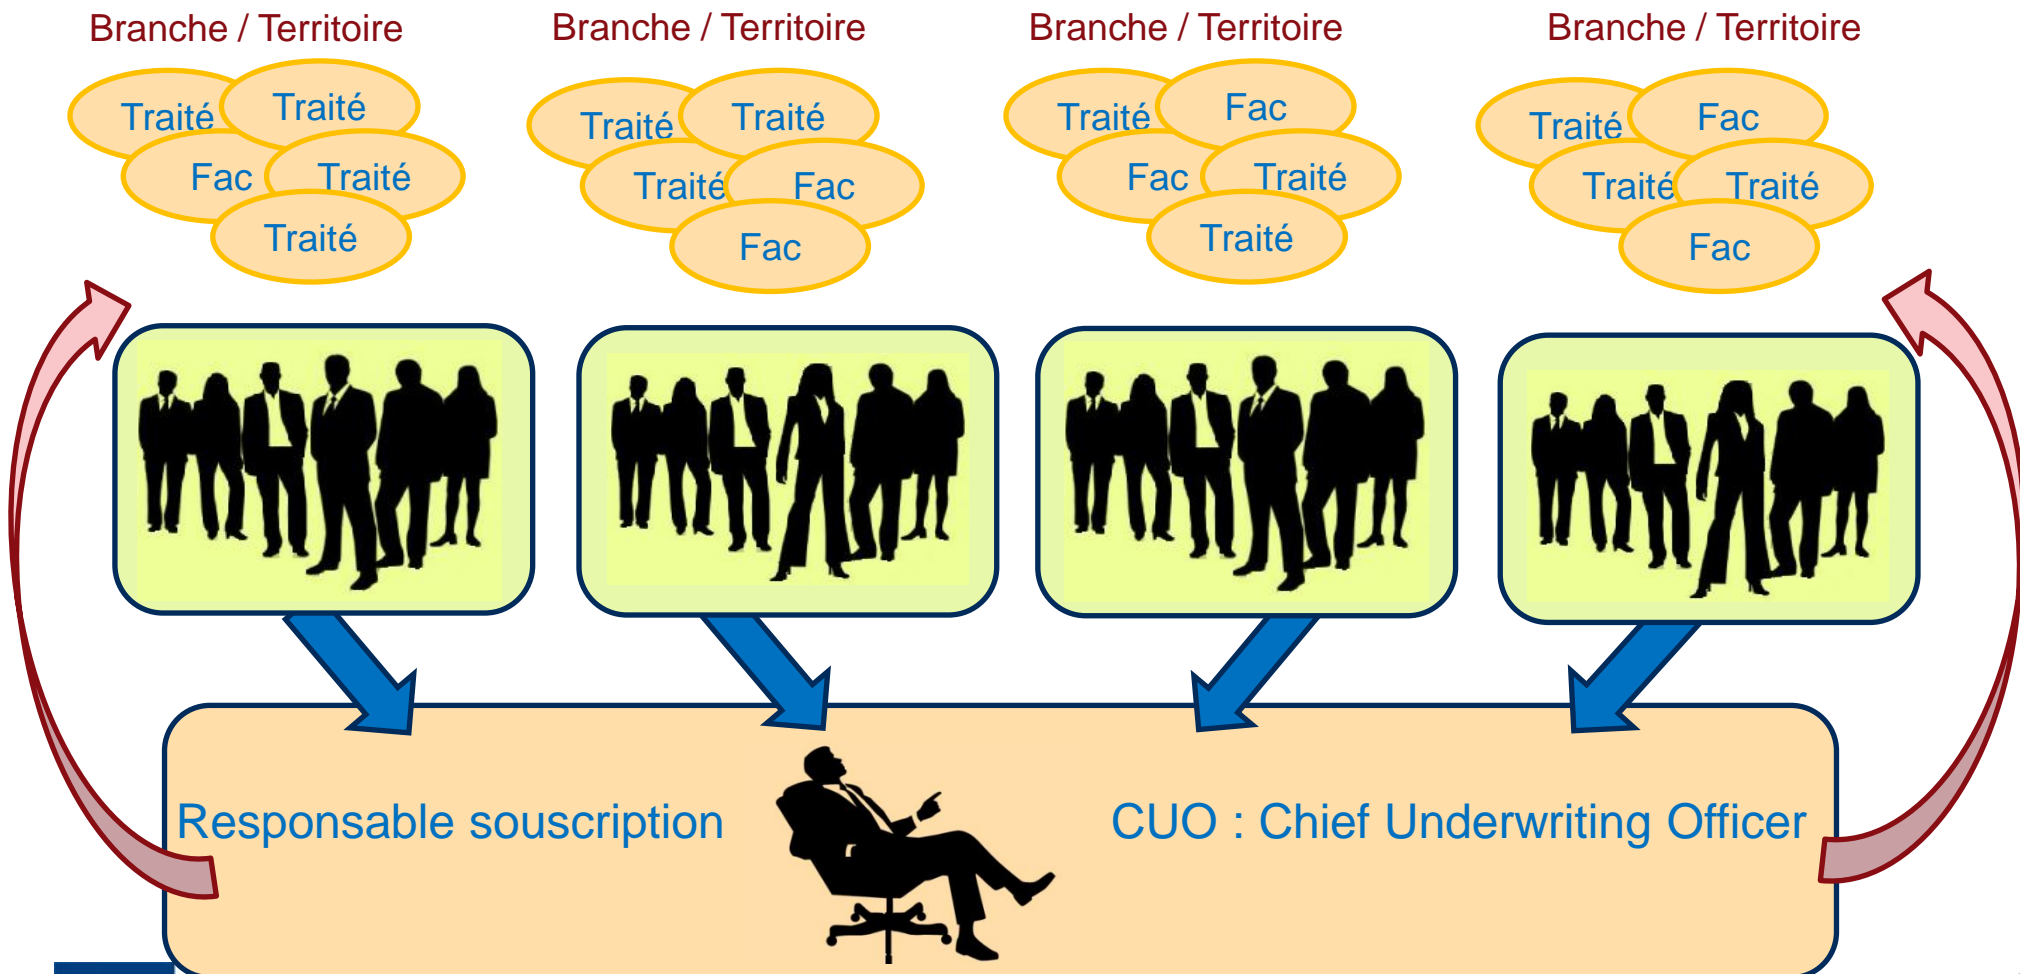 Branche / Territoire
Branche / Territoire
Branche / Territoire
Branche / Territoire
Traité
Traité
Fac
Traité
Traité
Traité
Traité
Traité
Fac
Fac
Traité
Fac
Fac
Traité
Traité
Traité
Fac
Traité
Traité
Fac
Responsable souscription
CUO : Chief Underwriting Officer